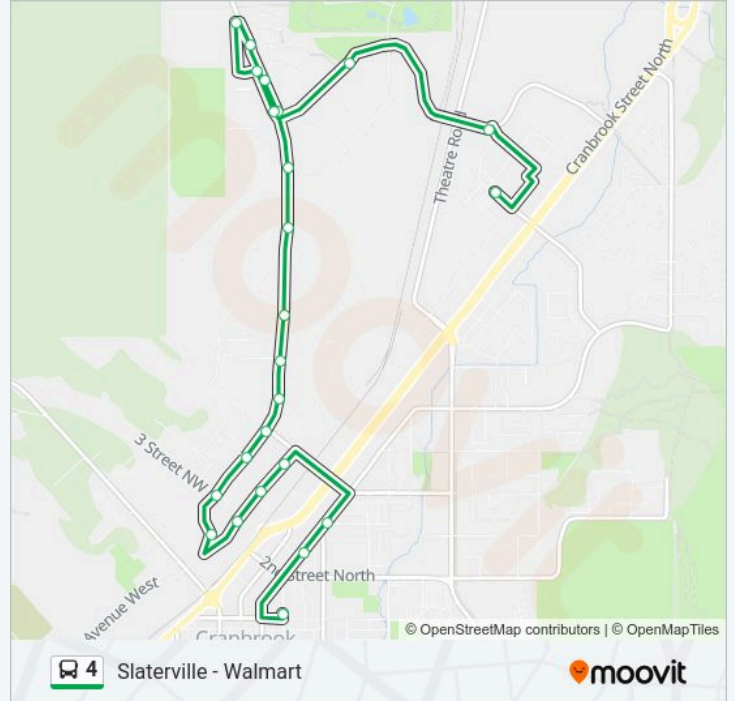 Cranbrook Street North
Theatre Road
3 Street NW
2nd Street North
Avenue West
Cranbrook
© OpenStreetMap contributors | © OpenMapTiles
4 Slaterville - Walmart
moovit